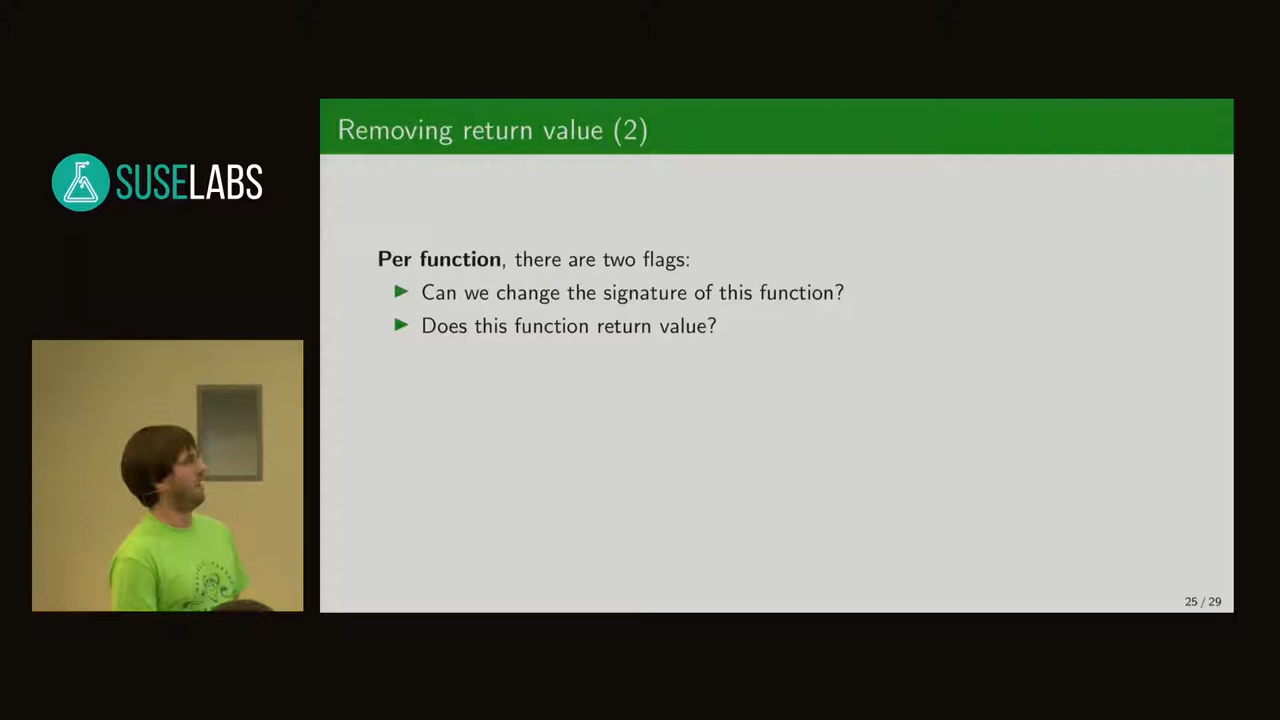 SUSELABS
Removing return value (2)
Per function, there are two flags:
▶ Can we change the signature of this function?
▶ Does this function return value?
25 / 29